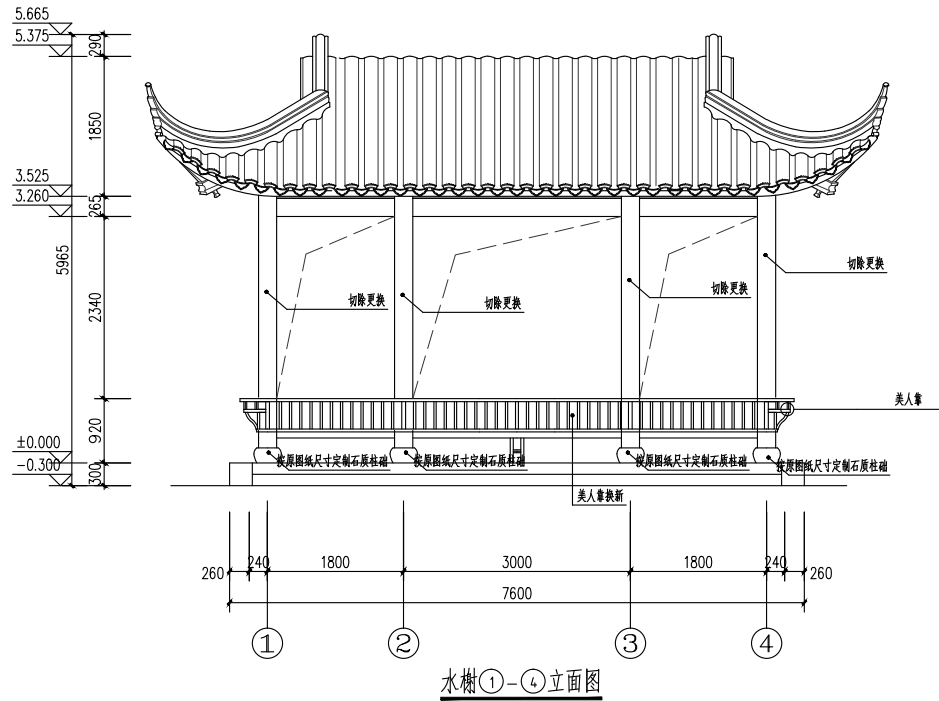 5.665
5.375
290
1850
3.525
3.260
265
5965
2340
切除更换
切除更换
切除更换
切除更换
美人靠
920
±0.000
-0.300
300
按原图纸尺寸定制石质柱础
按原图纸尺寸定制石质柱础
按原图纸尺寸定制石质柱础
按原图纸尺寸定制石质柱础
美人靠换新
260
240
1800
3000
1800
240
260
7600
1
2
3
4
水榭①-④立面图